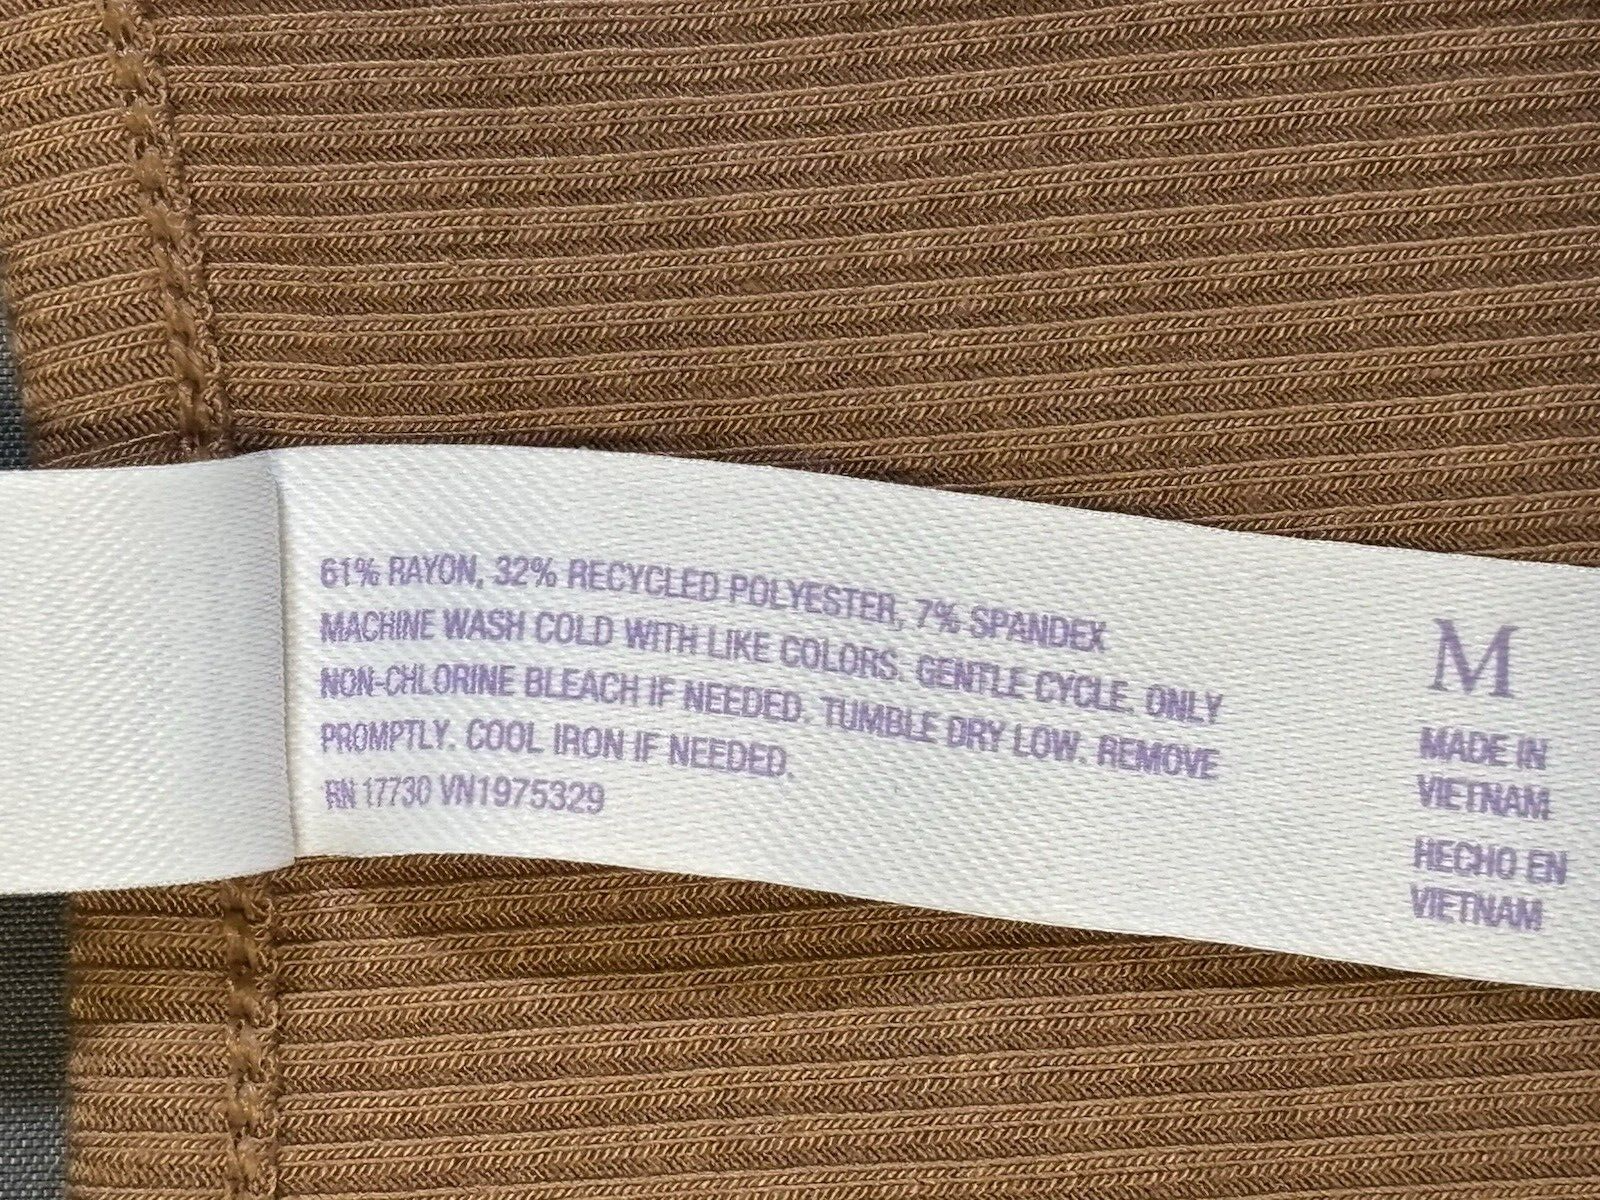 61% RAYON, 32% RECYCLED POLYESTER, 7% SPANDEX
MACHINE WASH COLD WITH LIKE COLORS. GENTLE CYCLE. ONLY
NON-CHLORINE BLEACH IF NEEDED. TUMBLE DRY LOW. REMOVE
PROMPTLY. COOL IRON IF NEEDED.
RN 17730 VN1975329
M
MADE IN
VIETNAM
HECHO EN
VIETNAM